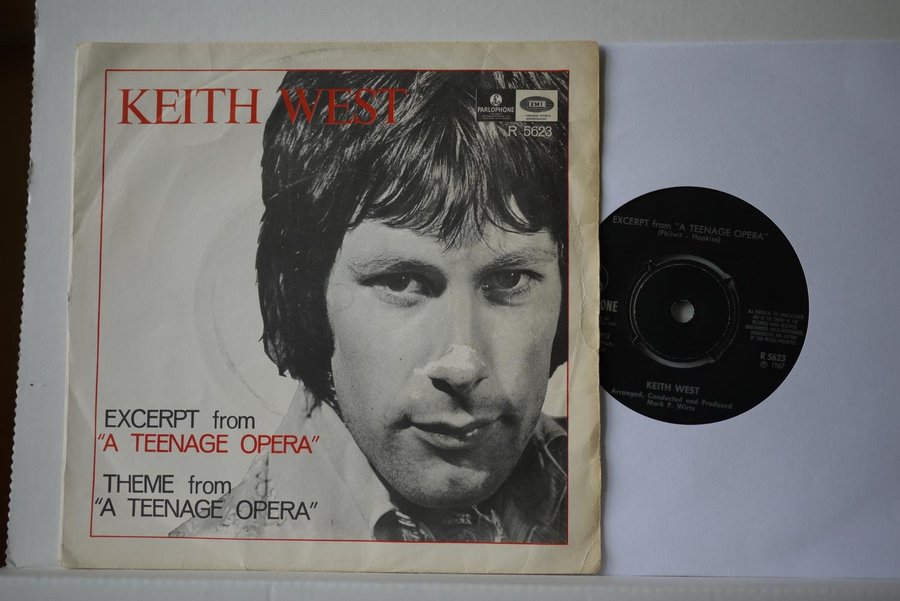 KEITH WEST
PARLOPHONE
EMI
R 5623
EXCERPT from
"A TEENAGE OPERA"
THEME from
"A TEENAGE OPERA"
EXCERPT from "A TEENAGE OPERA"
(Philwit - Hopkins)
ONE
R 5623
℗ 1967
KEITH WEST
Arranged, Conducted and Produced
Mark P. Wirtz